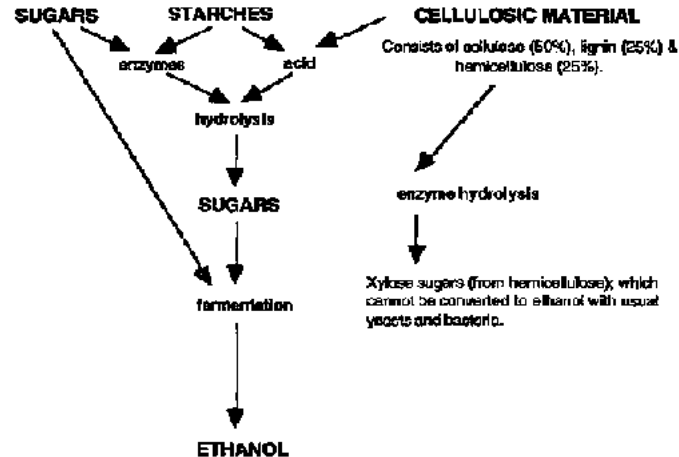 SUGARS STARCHES CELLULOSIC MATERIAL
Consists of cellulose (50%), lignin (25%) &
hemicellulose (25%).
enzymes acid
hydrolysis
enzyme hydrolysis
SUGARS
Xylose sugars (from hemicellulose); which
cannot be converted to ethanol with usual
yeasts and bacteria.
fermentation
ETHANOL